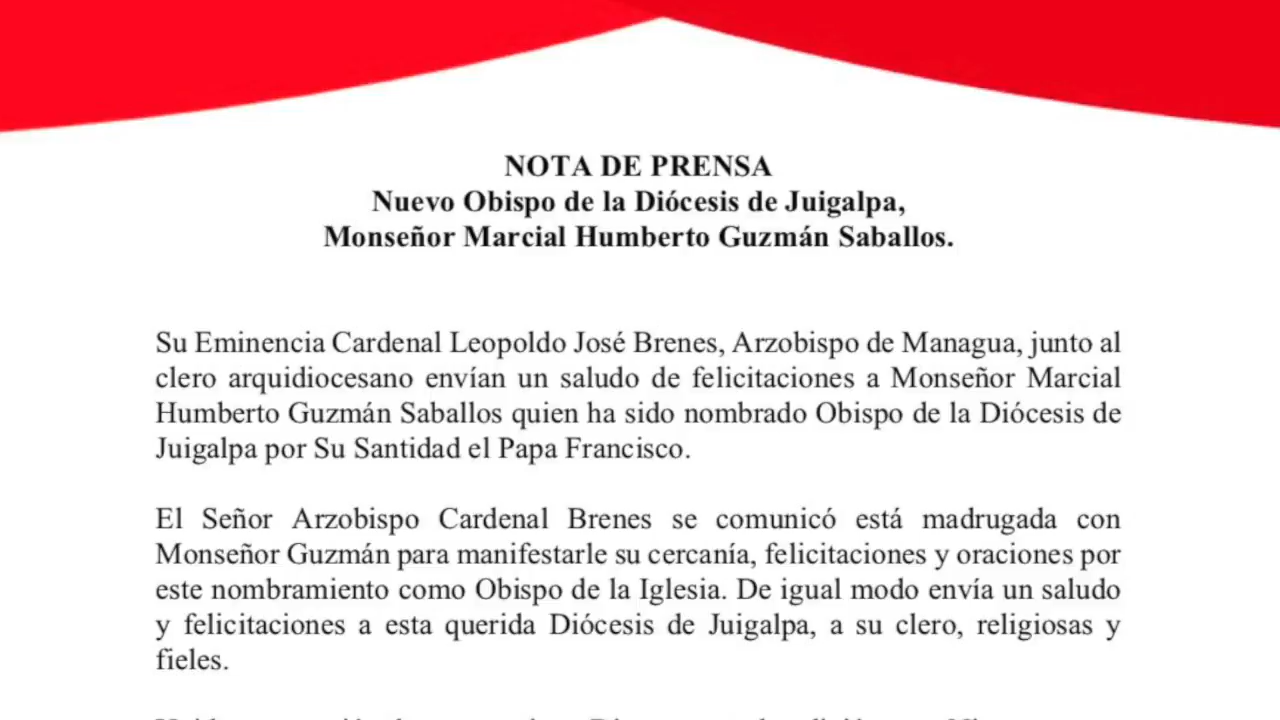 NOTA DE PRENSA
Nuevo Obispo de la Diócesis de Juigalpa,
Monseñor Marcial Humberto Guzmán Saballos.
Su Eminencia Cardenal Leopoldo José Brenes, Arzobispo de Managua, junto al
clero arquidiocesano envían un saludo de felicitaciones a Monseñor Marcial
Humberto Guzmán Saballos quien ha sido nombrado Obispo de la Diócesis de
Juigalpa por Su Santidad el Papa Francisco.
El Señor Arzobispo Cardenal Brenes se comunicó está madrugada con
Monseñor Guzmán para manifestarle su cercanía, felicitaciones y oraciones por
este nombramiento como Obispo de la Iglesia. De igual modo envía un saludo
y felicitaciones a esta querida Diócesis de Juigalpa, a su clero, religiosas y
fieles.